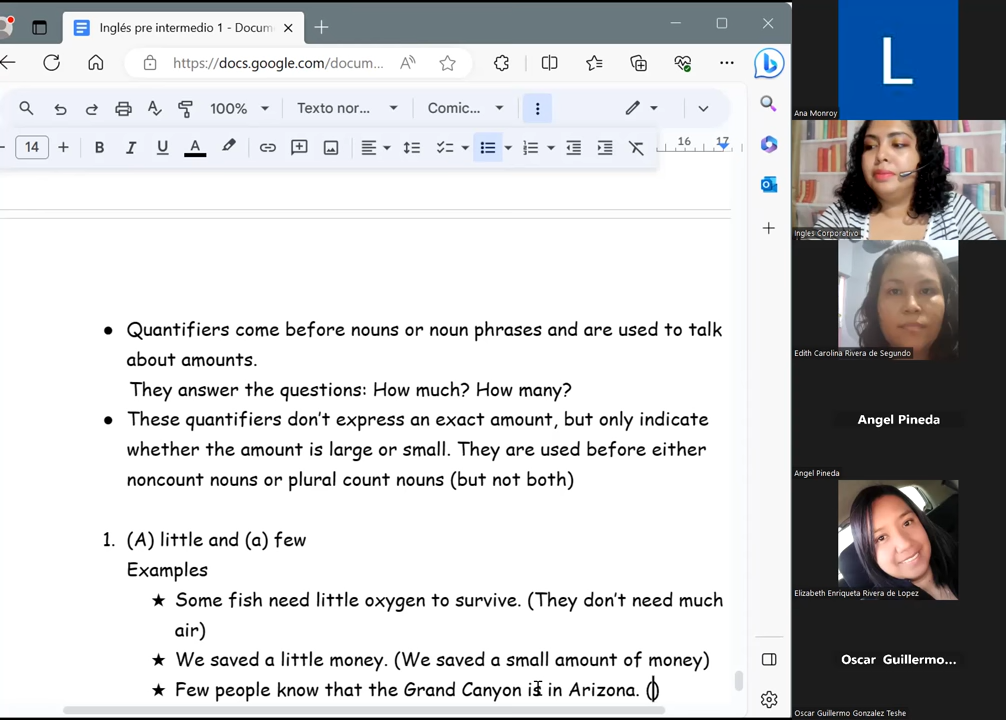 Inglés pre intermedio 1 - Docum
https://docs.google.com/docum...
100%
Texto nor...
Comic...
14
16
17
Quantifiers come before nouns or noun phrases and are used to talk
about amounts.
They answer the questions: How much? How many?
These quantifiers don't express an exact amount, but only indicate
whether the amount is large or small. They are used before either
noncount nouns or plural count nouns (but not both)
1. (A) little and (a) few
Examples
★ Some fish need little oxygen to survive. (They don't need much
air)
★ We saved a little money. (We saved a small amount of money)
★ Few people know that the Grand Canyon is in Arizona. ()
L
Ana Monroy
Ingles Corporativo
Edith Carolina Rivera de Segundo
Angel Pineda
Angel Pineda
Elizabeth Enriqueta Rivera de Lopez
Oscar Guillermo...
Oscar Guillermo Gonzalez Teshe